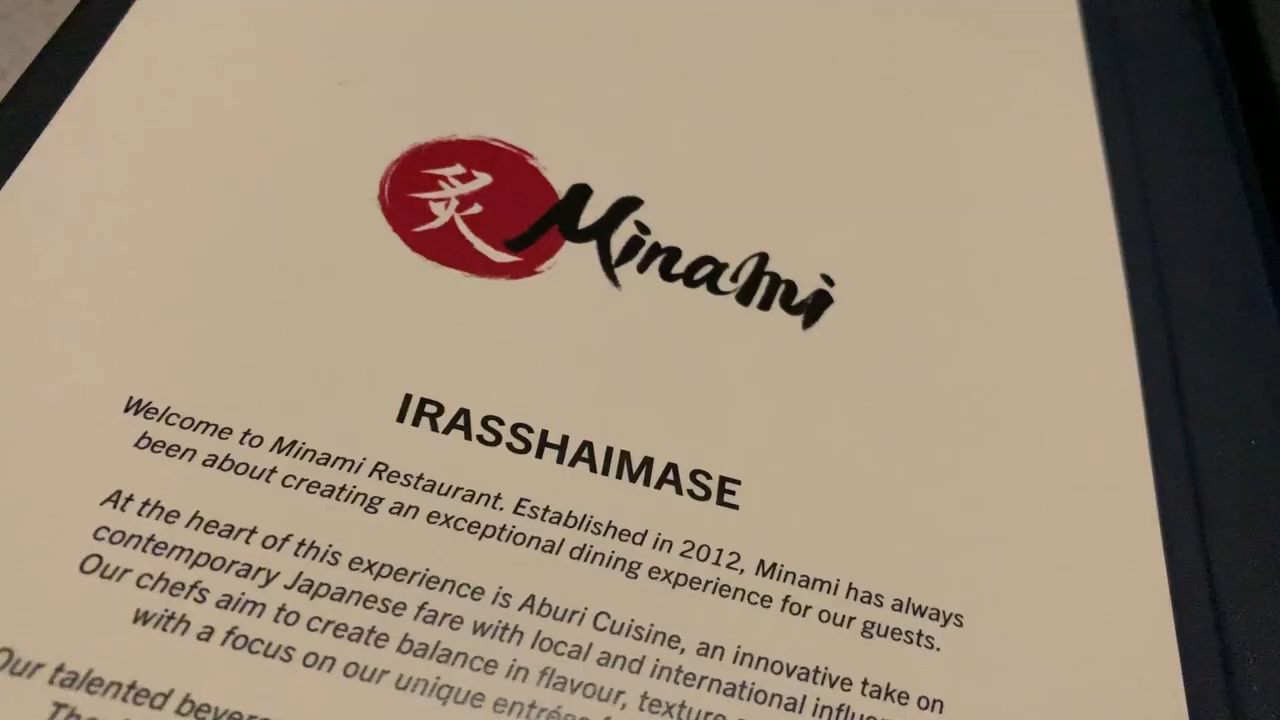 炙 Minami
IRASSHAIMASE
Welcome to Minami Restaurant. Established in 2012, Minami has always
been about creating an exceptional dining experience for our guests.
At the heart of this experience is Aburi Cuisine, an innovative take on
contemporary Japanese fare with local and international
Our chefs aim to create balance in flavour, texture
with a focus on our unique entrées
Our talented